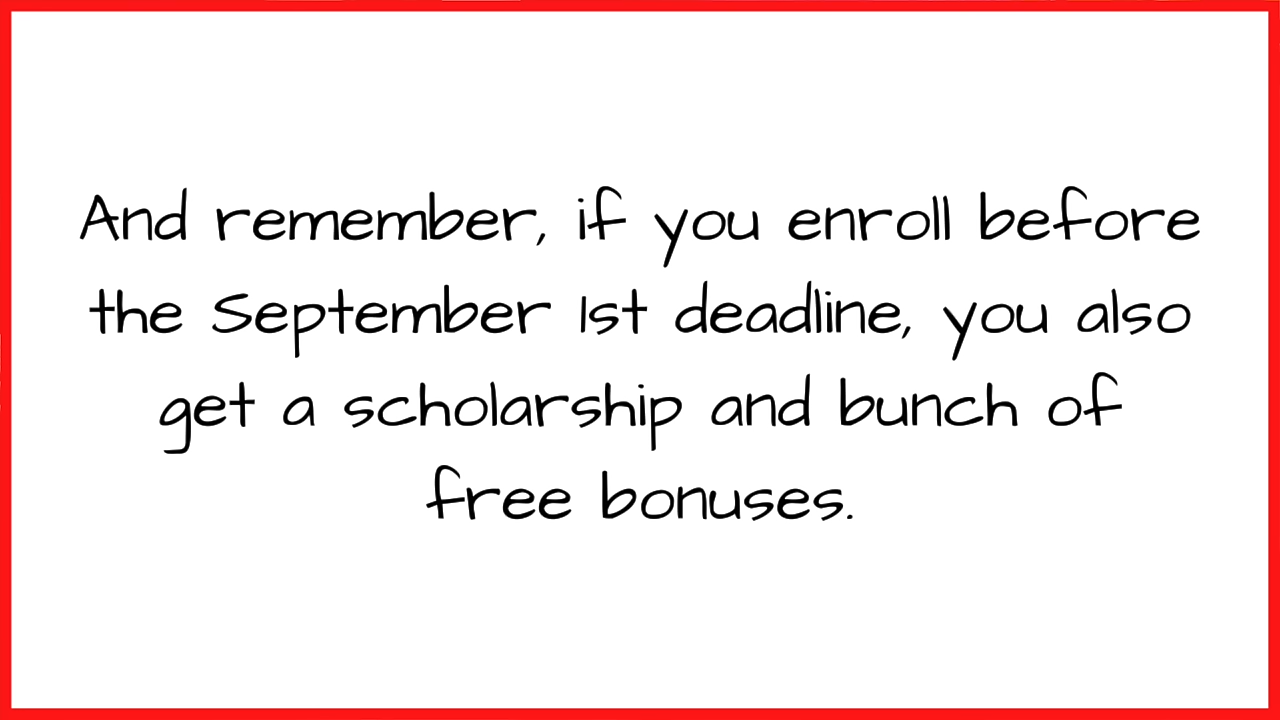 And remember, if you enroll before
the September 1st deadline, you also
get a scholarship and bunch of
free bonuses.